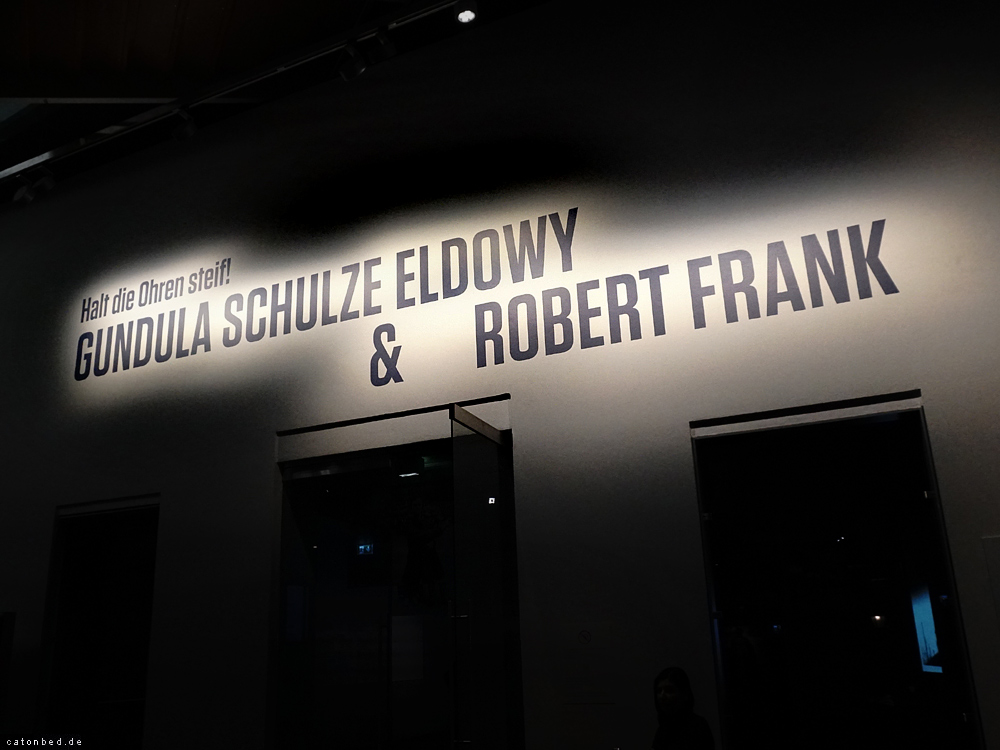 Halt die Ohren steif!
GUNDULA SCHULZE ELDOWY
& ROBERT FRANK
catonbed.de